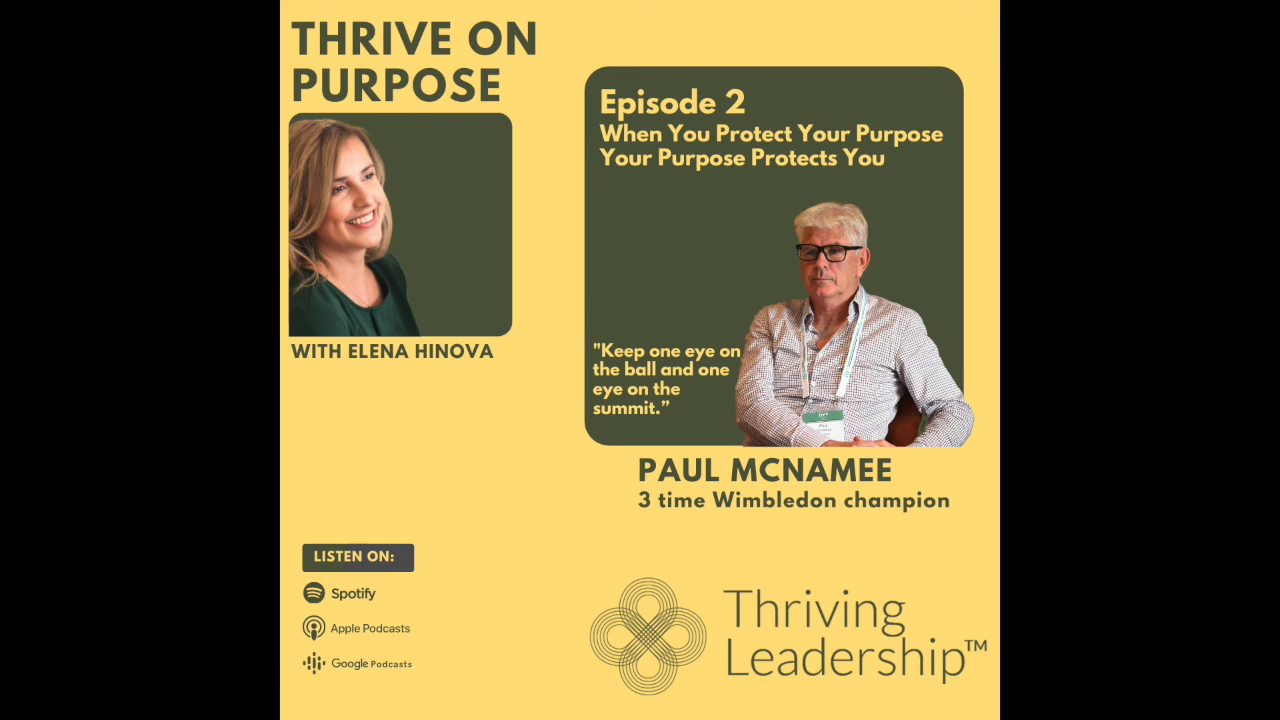 THRIVE ON
PURPOSE
WITH ELENA HINOVA
Episode 2
When You Protect Your Purpose
Your Purpose Protects You
"Keep one eye on
the ball and one
eye on the
summit.”
PAUL MCNAMEE
3 time Wimbledon champion
LISTEN ON:
Spotify
Apple Podcasts
Google Podcasts
Thriving
Leadership™